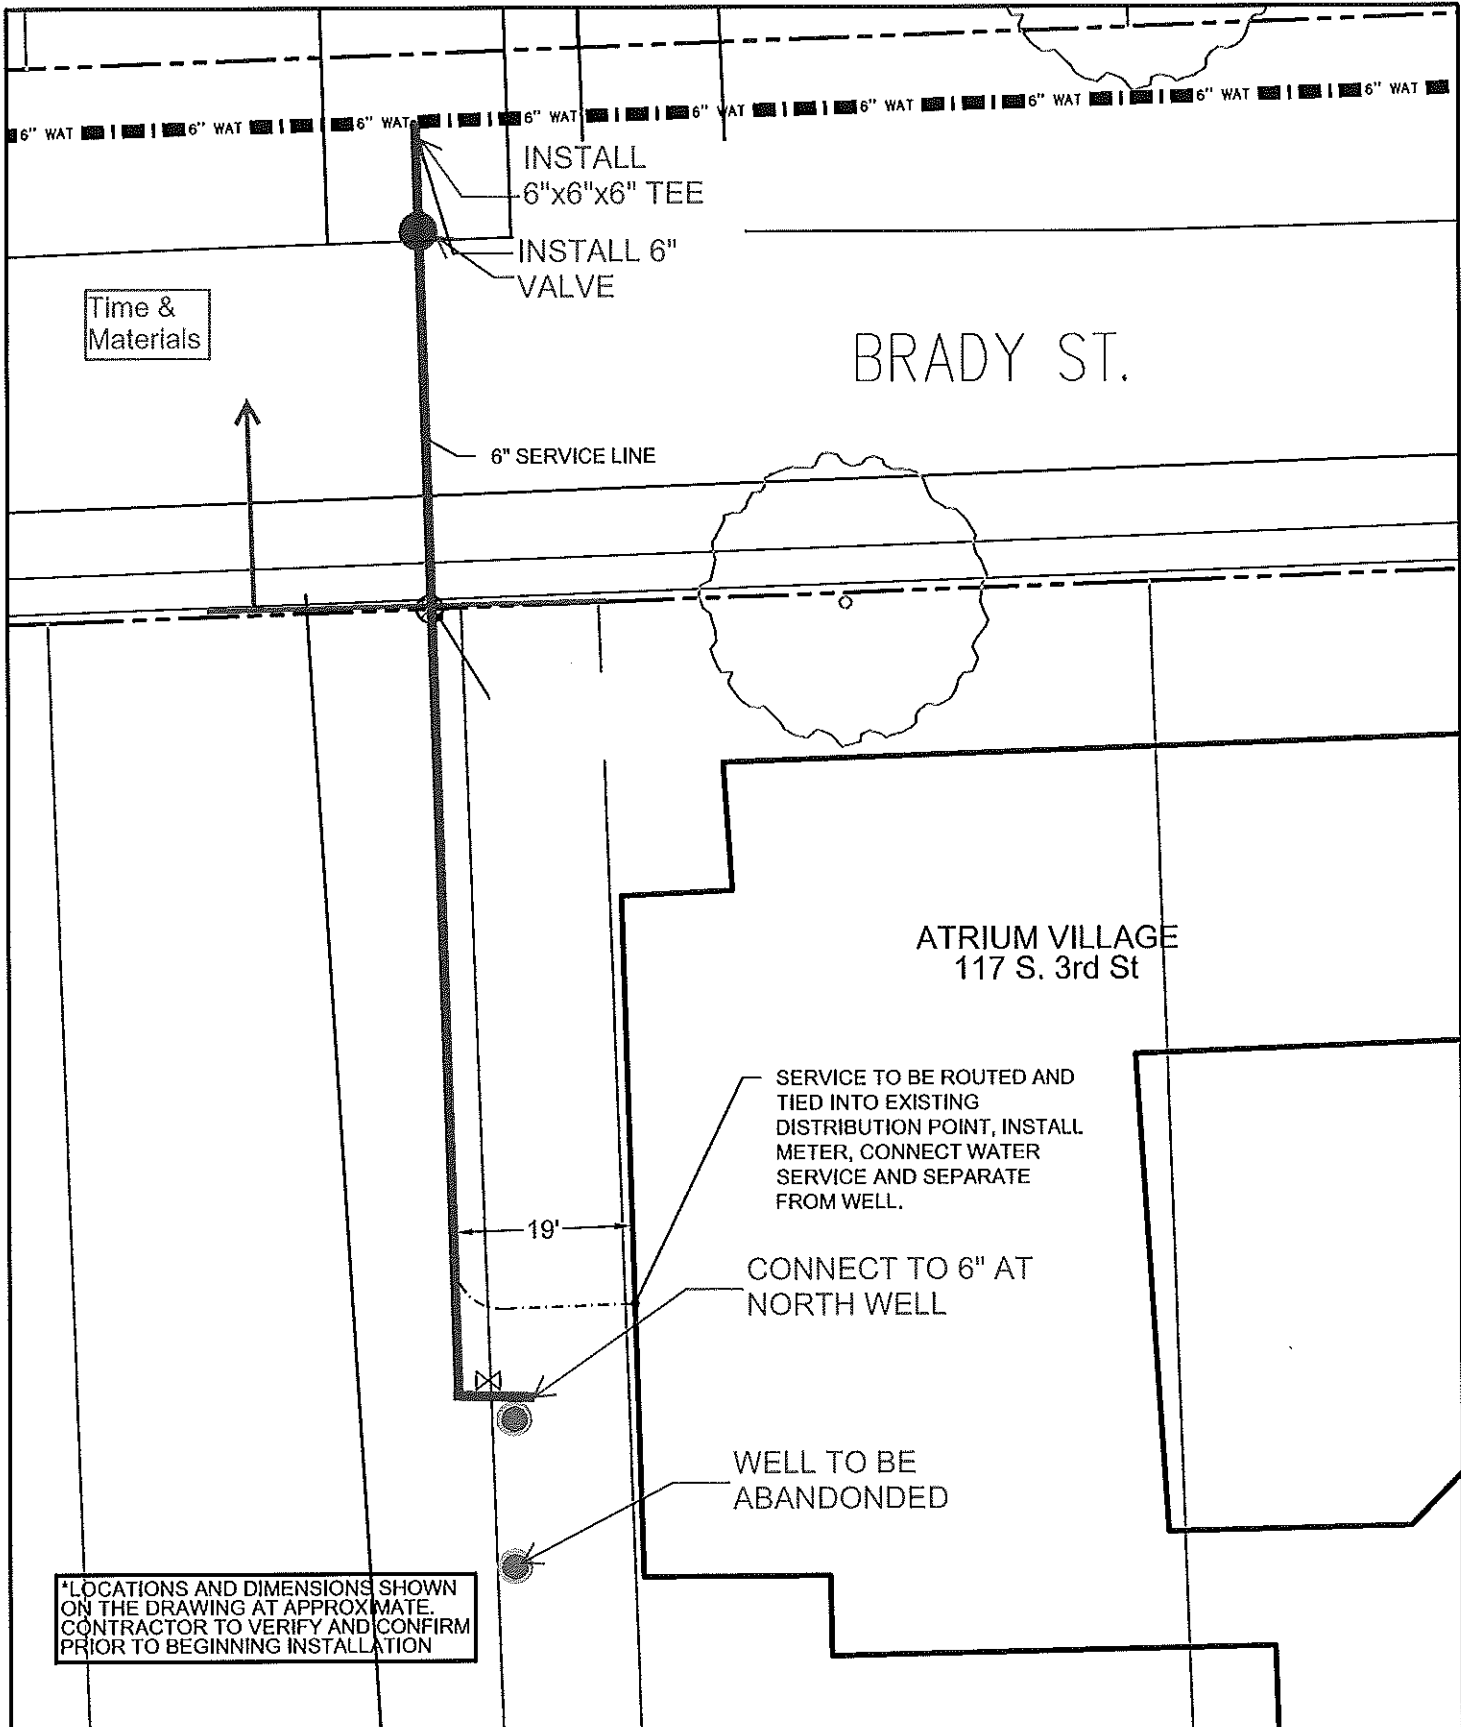 6" WAT 6" WAT 6" WAT 6" WAT 6" WAT 6" WAT 6" WAT 6" WAT 6" WAT
INSTALL
6"x6"x6" TEE
INSTALL 6"
VALVE
Time &
Materials
BRADY ST.
6" SERVICE LINE
ATRIUM VILLAGE
117 S. 3rd St
SERVICE TO BE ROUTED AND
TIED INTO EXISTING
DISTRIBUTION POINT, INSTALL
METER, CONNECT WATER
SERVICE AND SEPARATE
FROM WELL.
19'
CONNECT TO 6" AT
NORTH WELL
WELL TO BE
ABANDONDED
*LOCATIONS AND DIMENSIONS SHOWN
ON THE DRAWING AT APPROXIMATE.
CONTRACTOR TO VERIFY AND CONFIRM
PRIOR TO BEGINNING INSTALLATION